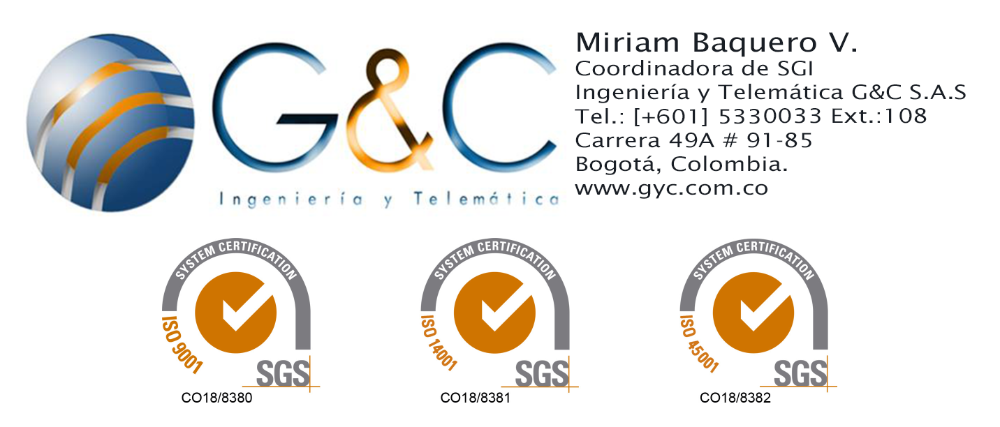 G&C
Ingeniería y Telemática
Miriam Baquero V.
Coordinadora de SGI
Ingeniería y Telemática G&C S.A.S
Tel.: [+601] 5330033 Ext.:108
Carrera 49A # 91-85
Bogotá, Colombia.
www.gyc.com.co
SYSTEM CERTIFICATION
ISO 9001
SGS
CO18/8380
SYSTEM CERTIFICATION
ISO 14001
SGS
CO18/8381
SYSTEM CERTIFICATION
ISO 45001
SGS
CO18/8382